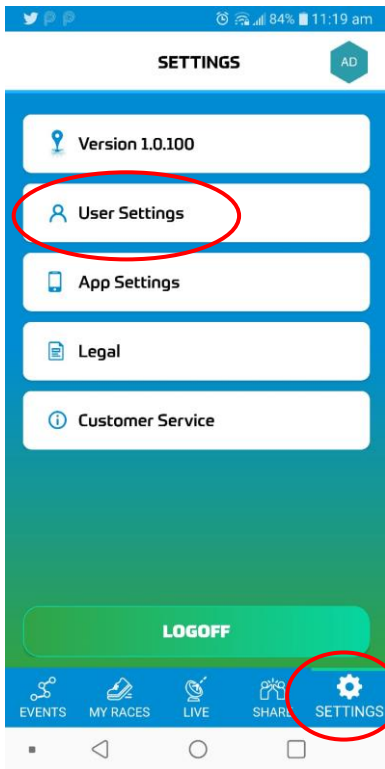 84% 11:19 am
SETTINGS
AD
Version 1.0.100
User Settings
App Settings
Legal
Customer Service
LOGOFF
EVENTS MY RACES LIVE SHARE SETTINGS